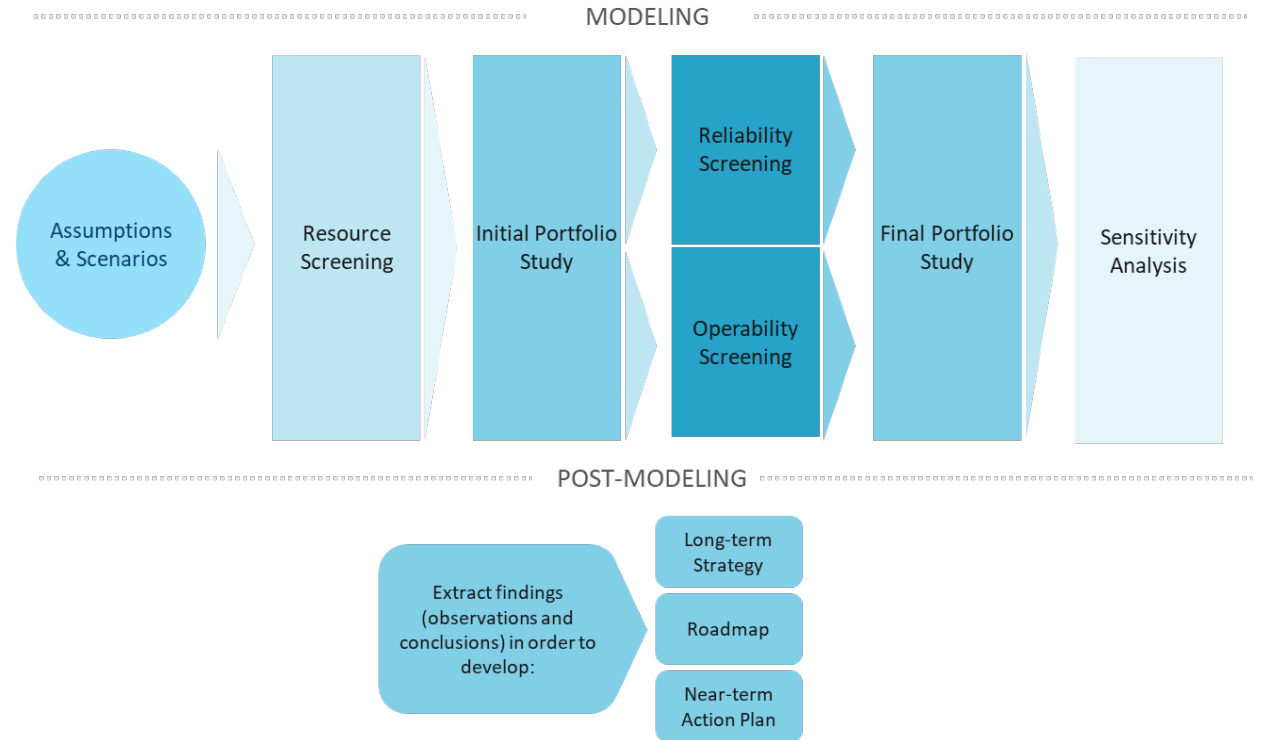 MODELING
Assumptions
& Scenarios
Resource
Screening
Initial Portfolio
Study
Reliability
Screening
Operability
Screening
Final Portfolio
Study
Sensitivity
Analysis
POST-MODELING
Extract findings
(observations and
conclusions) in order to
develop:
Long-term
Strategy
Roadmap
Near-term
Action Plan